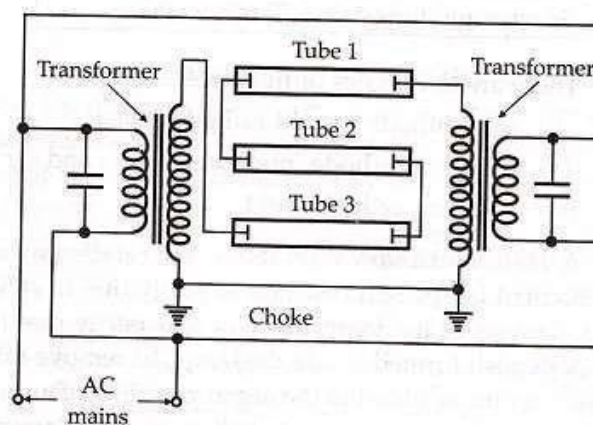 Tube 1
Transformer
Transformer
Tube 2
Tube 3
Choke
AC
mains